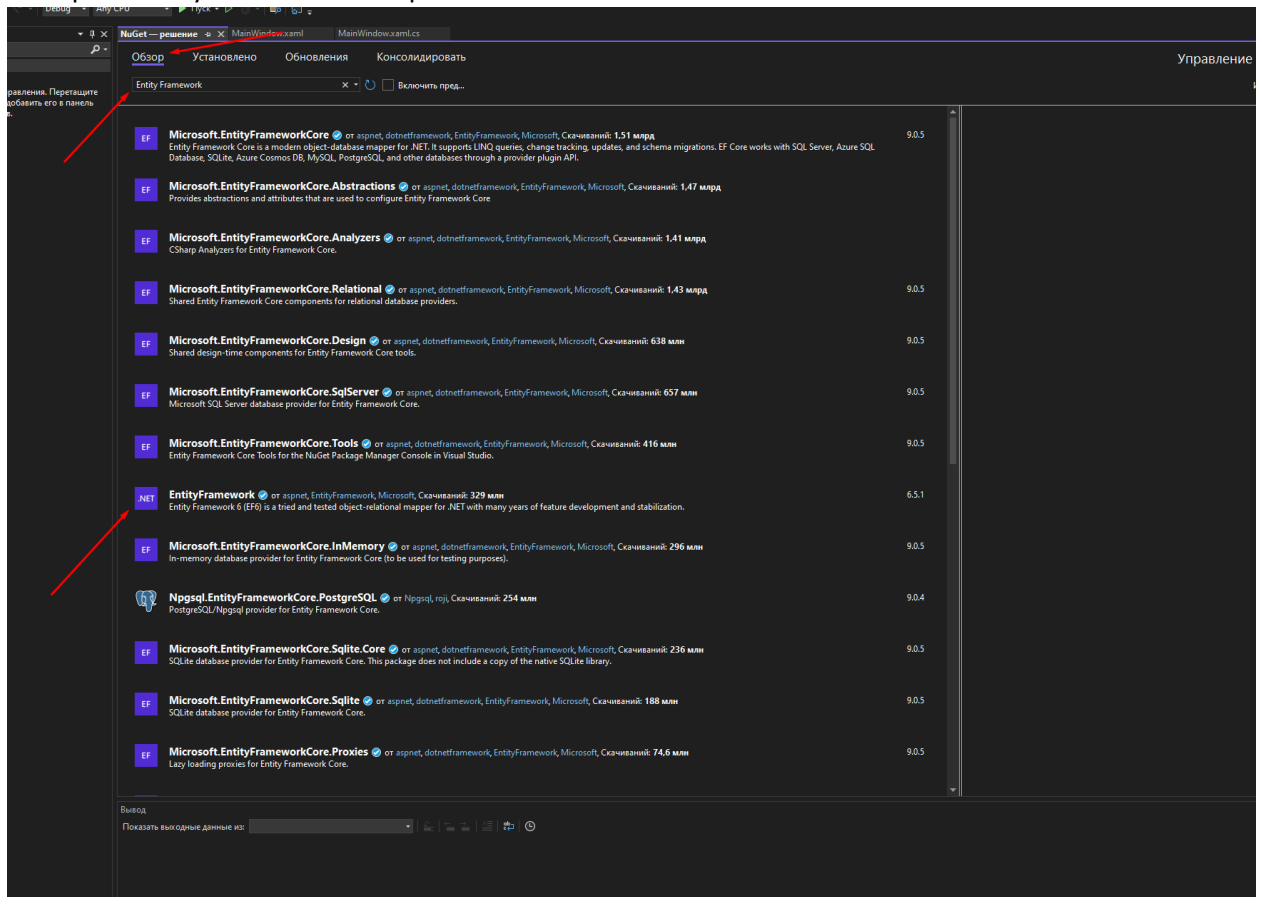 Debug
Any CPU
Пуск
NuGet — решение
MainWindow.xaml
MainWindow.xaml.cs
Обзор
Установлено
Обновления
Консолидировать
Управление
равления. Перетащите
добавить его в панель
Entity Framework
Включить пред...
EF
Microsoft.EntityFrameworkCore от aspnet, dotnetframework, EntityFramework, Microsoft, Скачиваний: 1,51 млрд
9.0.5
Entity Framework Core is a modern object-database mapper for .NET. It supports LINQ queries, change tracking, updates, and schema migrations. EF Core works with SQL Server, Azure SQL
Database, SQLite, Azure Cosmos DB, MySQL, PostgreSQL, and other databases through a provider plugin API.
EF
Microsoft.EntityFrameworkCore.Abstractions от aspnet, dotnetframework, EntityFramework, Microsoft, Скачиваний: 1,47 млрд
Provides abstractions and attributes that are used to configure Entity Framework Core
EF
Microsoft.EntityFrameworkCore.Analyzers от aspnet, dotnetframework, EntityFramework, Microsoft, Скачиваний: 1,41 млрд
CSharp Analyzers for Entity Framework Core.
EF
Microsoft.EntityFrameworkCore.Relational от aspnet, dotnetframework, EntityFramework, Microsoft, Скачиваний: 1,43 млрд
9.0.5
Shared Entity Framework Core components for relational database providers.
EF
Microsoft.EntityFrameworkCore.Design от aspnet, dotnetframework, EntityFramework, Microsoft, Скачиваний: 638 млн
9.0.5
Shared design-time components for Entity Framework Core tools.
EF
Microsoft.EntityFrameworkCore.SqlServer от aspnet, dotnetframework, EntityFramework, Microsoft, Скачиваний: 657 млн
9.0.5
Microsoft SQL Server database provider for Entity Framework Core.
EF
Microsoft.EntityFrameworkCore.Tools от aspnet, dotnetframework, EntityFramework, Microsoft, Скачиваний: 416 млн
9.0.5
Entity Framework Core Tools for the NuGet Package Manager Console in Visual Studio.
.NET
EntityFramework от aspnet, EntityFramework, Microsoft, Скачиваний: 329 млн
6.5.1
Entity Framework 6 (EF6) is a tried and tested object-relational mapper for .NET with many years of feature development and stabilization.
EF
Microsoft.EntityFrameworkCore.InMemory от aspnet, dotnetframework, EntityFramework, Microsoft, Скачиваний: 296 млн
9.0.5
In-memory database provider for Entity Framework Core (to be used for testing purposes).
Npgsql.EntityFrameworkCore.PostgreSQL от Npgsql, roji, Скачиваний: 254 млн
9.0.4
PostgreSQL/Npgsql provider for Entity Framework Core.
EF
Microsoft.EntityFrameworkCore.Sqlite.Core от aspnet, dotnetframework, EntityFramework, Microsoft, Скачиваний: 236 млн
9.0.5
SQLite database provider for Entity Framework Core. This package does not include a copy of the native SQLite library.
EF
Microsoft.EntityFrameworkCore.Sqlite от aspnet, dotnetframework, EntityFramework, Microsoft, Скачиваний: 188 млн
9.0.5
SQLite database provider for Entity Framework Core.
EF
Microsoft.EntityFrameworkCore.Proxies от aspnet, dotnetframework, EntityFramework, Microsoft, Скачиваний: 74,6 млн
9.0.5
Lazy loading proxies for Entity Framework Core.
Вывод
Показать выходные данные из: